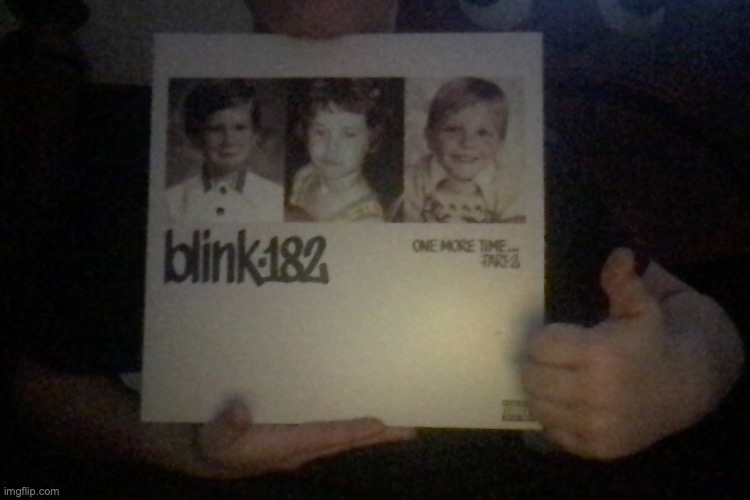 blink-182
ONE MORE TIME...
PART-2
imgflip.com